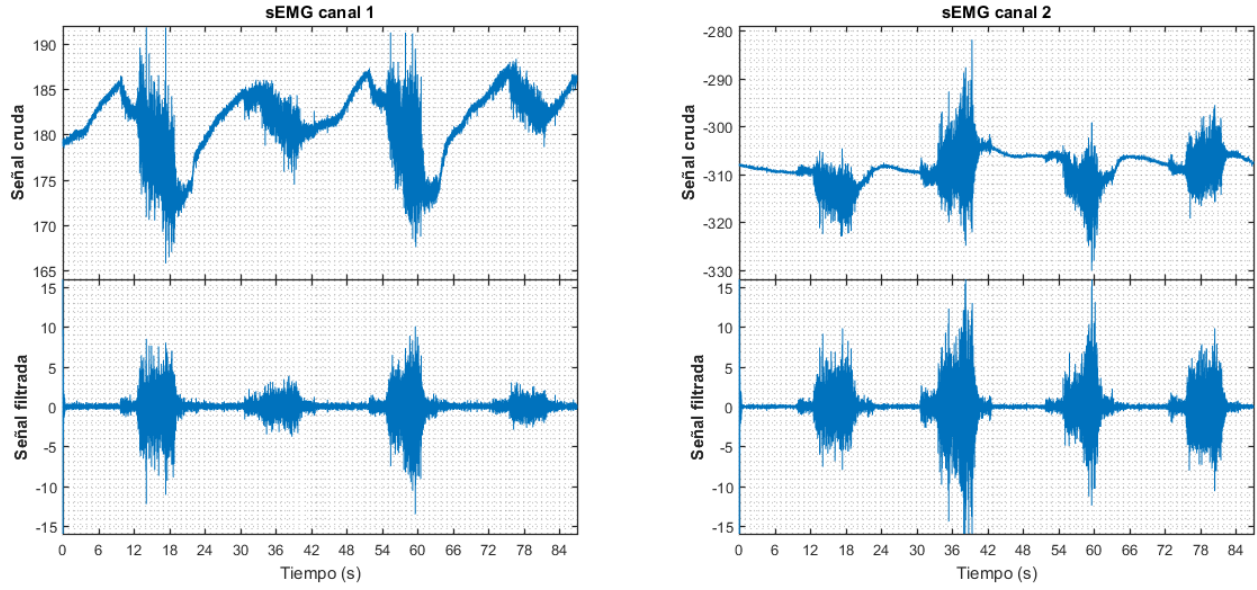 sEMG canal 1
190
185
180
175
170
165
Señal cruda
15
10
5
0
-5
-10
-15
Señal filtrada
0 6 12 18 24 30 36 42 48 54 60 66 72 78 84
Tiempo (s)
sEMG canal 2
-280
-290
-300
-310
-320
-330
Señal cruda
15
10
5
0
-5
-10
-15
Señal filtrada
0 6 12 18 24 30 36 42 48 54 60 66 72 78 84
Tiempo (s)